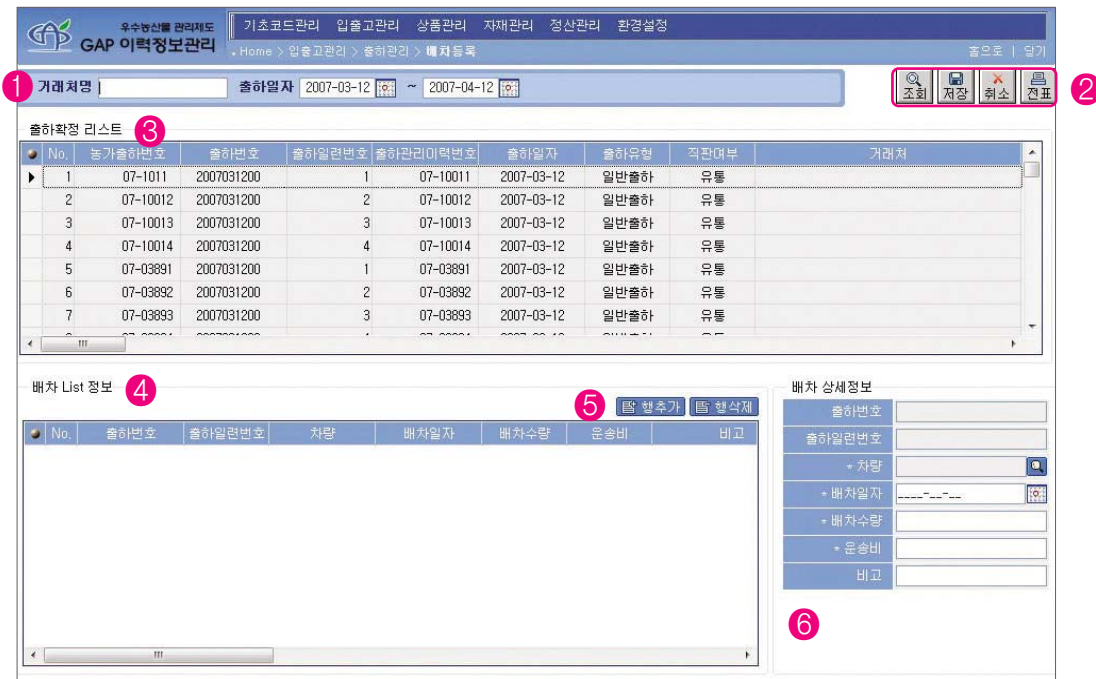 우수농산물 관리제도
GAP 이력정보관리
기초코드관리 입출고관리 상품관리 자재관리 정산관리 환경설정
Home > 입출고관리 > 출하관리 > 배차등록
홈으로 | 닫기
1 거래처명 출하일자 2007-03-12 ~ 2007-04-12
조회 저장 취소 전표 2
출하확정 리스트 3
No. 농가출하번호 출하번호 출하일련번호 출하관리이력번호 출하일자 출하유형 직판여부 거래처
1 07-1011 2007031200 1 07-10011 2007-03-12 일반출하 유통
2 07-10012 2007031200 2 07-10012 2007-03-12 일반출하 유통
3 07-10013 2007031200 3 07-10013 2007-03-12 일반출하 유통
4 07-10014 2007031200 4 07-10014 2007-03-12 일반출하 유통
5 07-03891 2007031200 1 07-03891 2007-03-12 일반출하 유통
6 07-03892 2007031200 2 07-03892 2007-03-12 일반출하 유통
7 07-03893 2007031200 3 07-03893 2007-03-12 일반출하 유통
배차 List 정보 4
5 행추가 행삭제
No. 출하번호 출하일련번호 차량 배차일자 배차수량 운송비 비고
배차 상세정보
출하번호
출하일련번호
* 차량
* 배차일자 ____-__-__
* 배차수량
* 운송비
비고
6